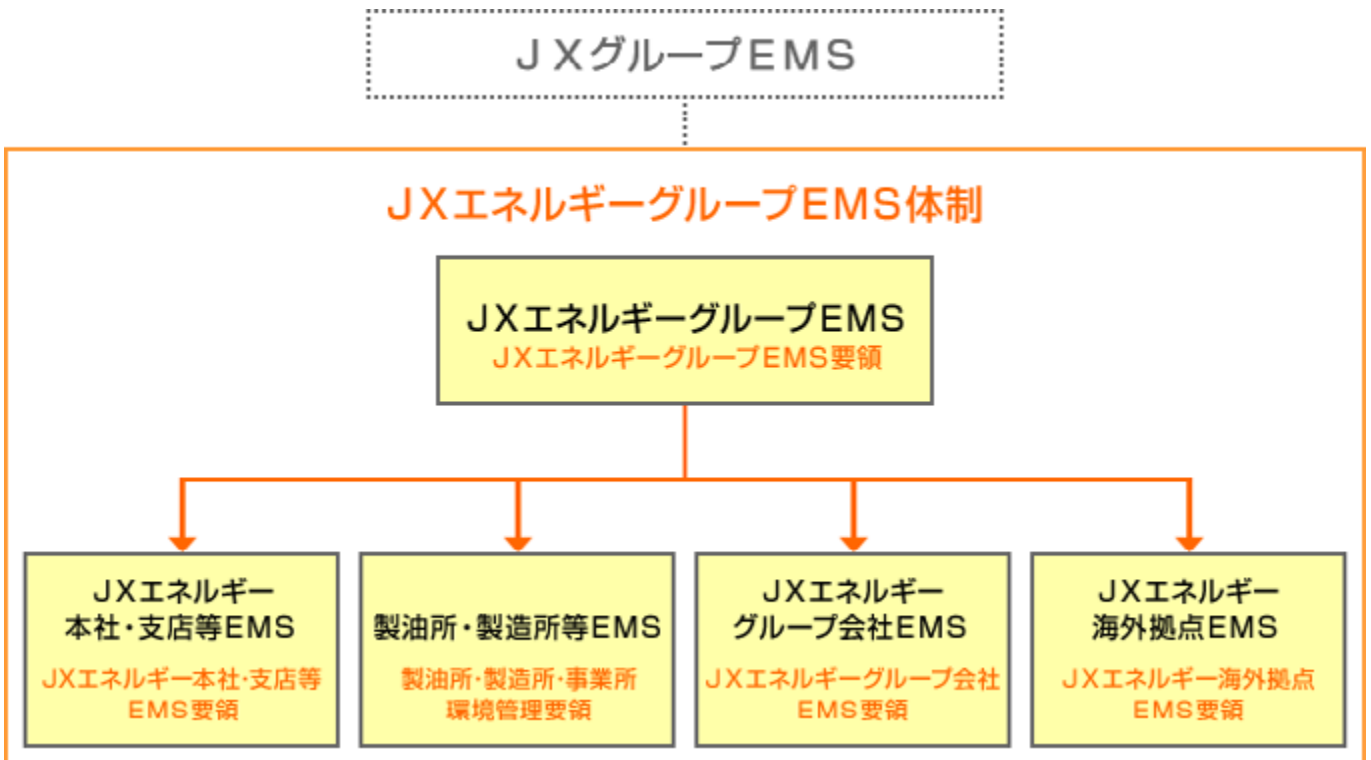 JXグループEMS
JXエネルギーグループEMS体制
JXエネルギーグループEMS
JXエネルギーグループEMS要領
JXエネルギー
本社・支店等EMS
JXエネルギー本社・支店等
EMS要領
製油所・製造所等EMS
製油所・製造所・事業所
環境管理要領
JXエネルギー
グループ会社EMS
JXエネルギーグループ会社
EMS要領
JXエネルギー
海外拠点EMS
JXエネルギー海外拠点
EMS要領